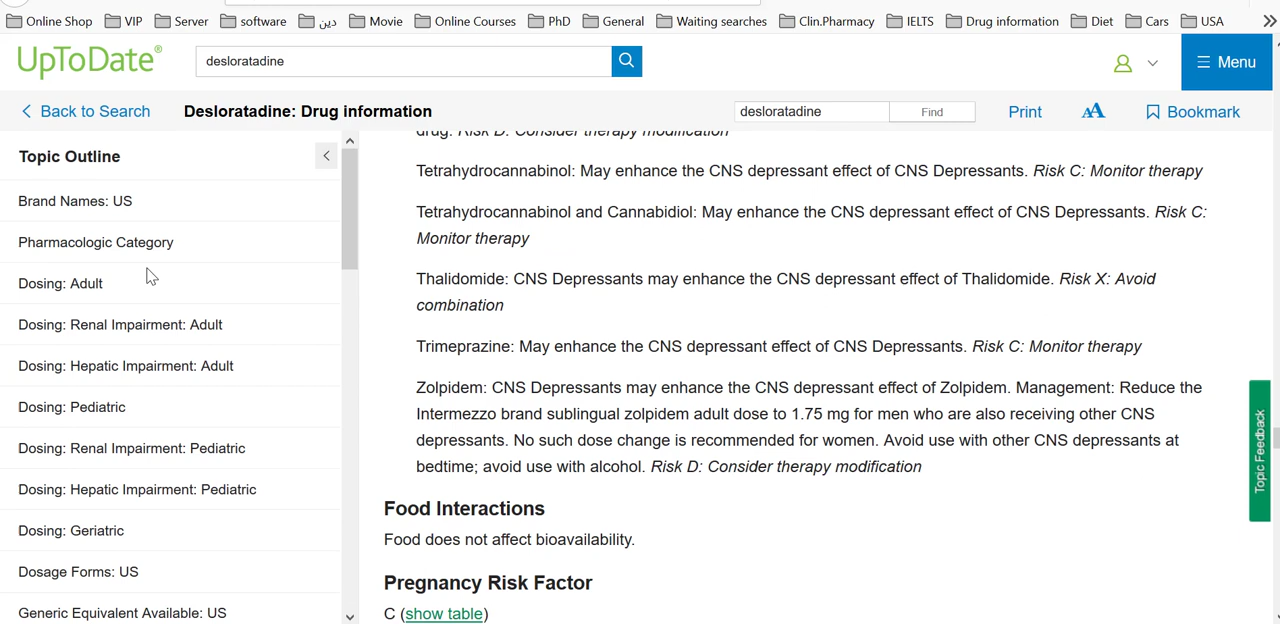 Online Shop VIP Server software دین Movie Online Courses PhD General Waiting searches Clin.Pharmacy IELTS Drug information Diet Cars USA
UpToDate® desloratadine Menu
Back to Search Desloratadine: Drug information desloratadine Find Print AA Bookmark
Topic Outline
Brand Names: US
Pharmacologic Category
Dosing: Adult
Dosing: Renal Impairment: Adult
Dosing: Hepatic Impairment: Adult
Dosing: Pediatric
Dosing: Renal Impairment: Pediatric
Dosing: Hepatic Impairment: Pediatric
Dosing: Geriatric
Dosage Forms: US
Generic Equivalent Available: US
drug. Risk D: Consider therapy modification
Tetrahydrocannabinol: May enhance the CNS depressant effect of CNS Depressants. Risk C: Monitor therapy
Tetrahydrocannabinol and Cannabidiol: May enhance the CNS depressant effect of CNS Depressants. Risk C:
Monitor therapy
Thalidomide: CNS Depressants may enhance the CNS depressant effect of Thalidomide. Risk X: Avoid
combination
Trimeprazine: May enhance the CNS depressant effect of CNS Depressants. Risk C: Monitor therapy
Zolpidem: CNS Depressants may enhance the CNS depressant effect of Zolpidem. Management: Reduce the
Intermezzo brand sublingual zolpidem adult dose to 1.75 mg for men who are also receiving other CNS
depressants. No such dose change is recommended for women. Avoid use with other CNS depressants at
bedtime; avoid use with alcohol. Risk D: Consider therapy modification
Food Interactions
Food does not affect bioavailability.
Pregnancy Risk Factor
C (show table)
Topic Feedback